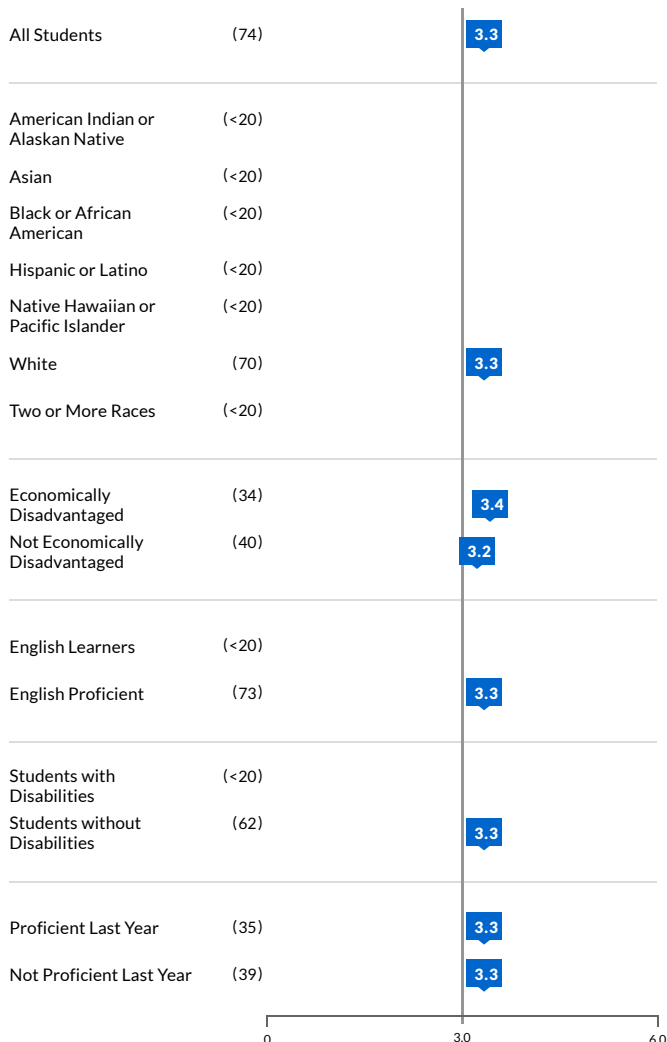 All Students (74) 3.3
American Indian or (<20)
Alaskan Native
Asian (<20)
Black or African (<20)
American
Hispanic or Latino (<20)
Native Hawaiian or (<20)
Pacific Islander
White (70) 3.3
Two or More Races (<20)
Economically (34) 3.4
Disadvantaged
Not Economically (40) 3.2
Disadvantaged
English Learners (<20)
English Proficient (73) 3.3
Students with (<20)
Disabilities
Students without (62) 3.3
Disabilities
Proficient Last Year (35) 3.3
Not Proficient Last Year (39) 3.3
0 3.0 6.0